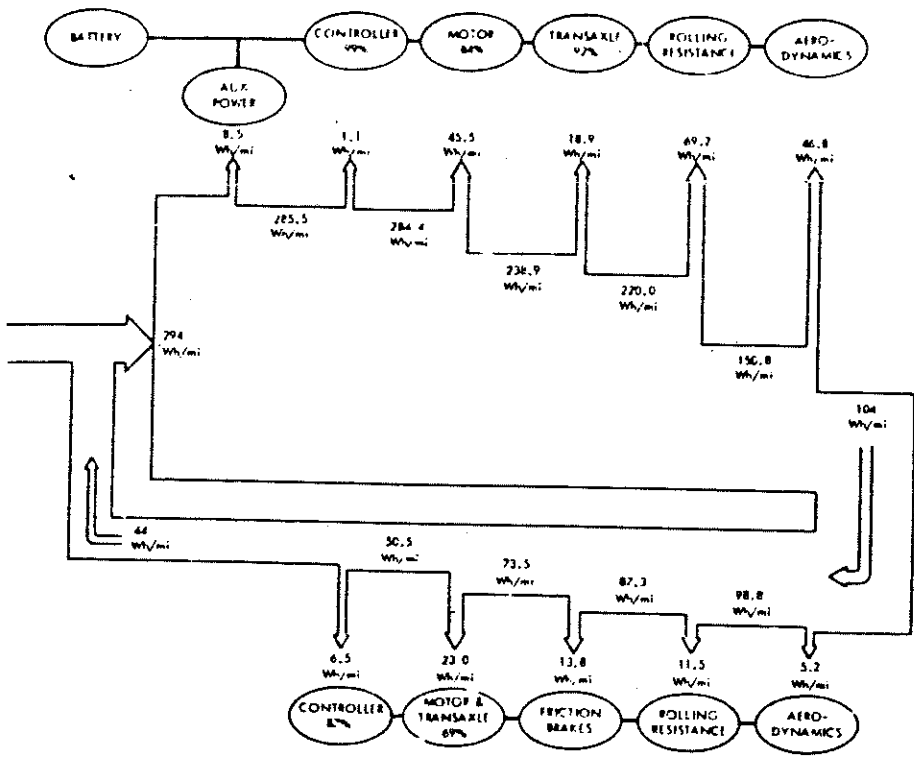 BATTERY
CONTROLLER
99%
MOTOR
84%
TRANSAXLE
92%
ROLLING
RESISTANCE
AERO-
DYNAMICS
AUX
POWER
8.5
Wh/mi
1.1
Wh/mi
45.5
Wh/mi
18.9
Wh/mi
69.2
Wh/mi
46.8
Wh/mi
285.5
Wh/mi
284.4
Wh/mi
238.9
Wh/mi
220.0
Wh/mi
150.8
Wh/mi
294
Wh/mi
104
Wh/mi
44
Wh/mi
50.5
Wh/mi
73.5
Wh/mi
87.3
Wh/mi
98.8
Wh/mi
6.5
Wh/mi
23.0
Wh/mi
13.8
Wh/mi
11.5
Wh/mi
5.2
Wh/mi
CONTROLLER
87%
MOTOR &
TRANSAXLE
69%
FRICTION
BRAKES
ROLLING
RESISTANCE
AERO-
DYNAMICS